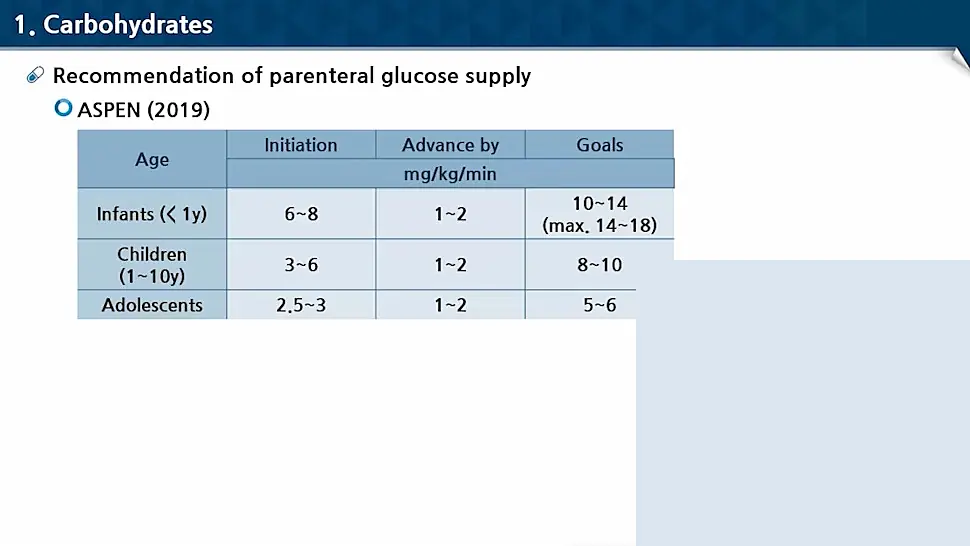 1. Carbohydrates
Recommendation of parenteral glucose supply
ASPEN (2019)
Age Initiation Advance by Goals
mg/kg/min
Infants (< 1y) 6~8 1~2 10~14
(max. 14~18)
Children
(1~10y) 3~6 1~2 8~10
Adolescents 2.5~3 1~2 5~6